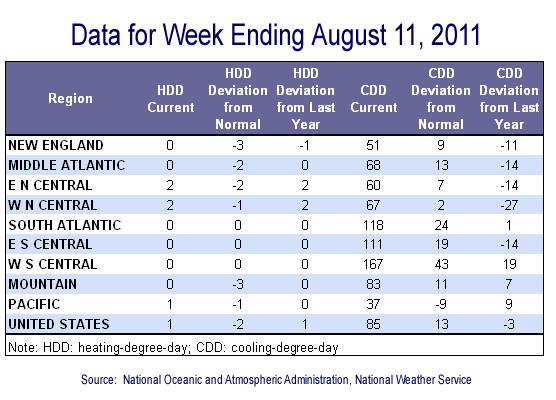 Data for Week Ending August 11, 2011
Region HDD Current HDD Deviation from Normal HDD Deviation from Last Year CDD Current CDD Deviation from Normal CDD Deviation from Last Year
NEW ENGLAND 0 -3 -1 51 9 -11
MIDDLE ATLANTIC 0 -2 0 68 13 -14
E N CENTRAL 2 -2 2 60 7 -14
W N CENTRAL 2 -1 2 67 2 -27
SOUTH ATLANTIC 0 0 0 118 24 1
E S CENTRAL 0 0 0 111 19 -14
W S CENTRAL 0 0 0 167 43 19
MOUNTAIN 0 -3 0 83 11 7
PACIFIC 1 -1 0 37 -9 9
UNITED STATES 1 -2 1 85 13 -3
Note: HDD: heating-degree-day; CDD: cooling-degree-day
Source: National Oceanic and Atmospheric Administration, National Weather Service